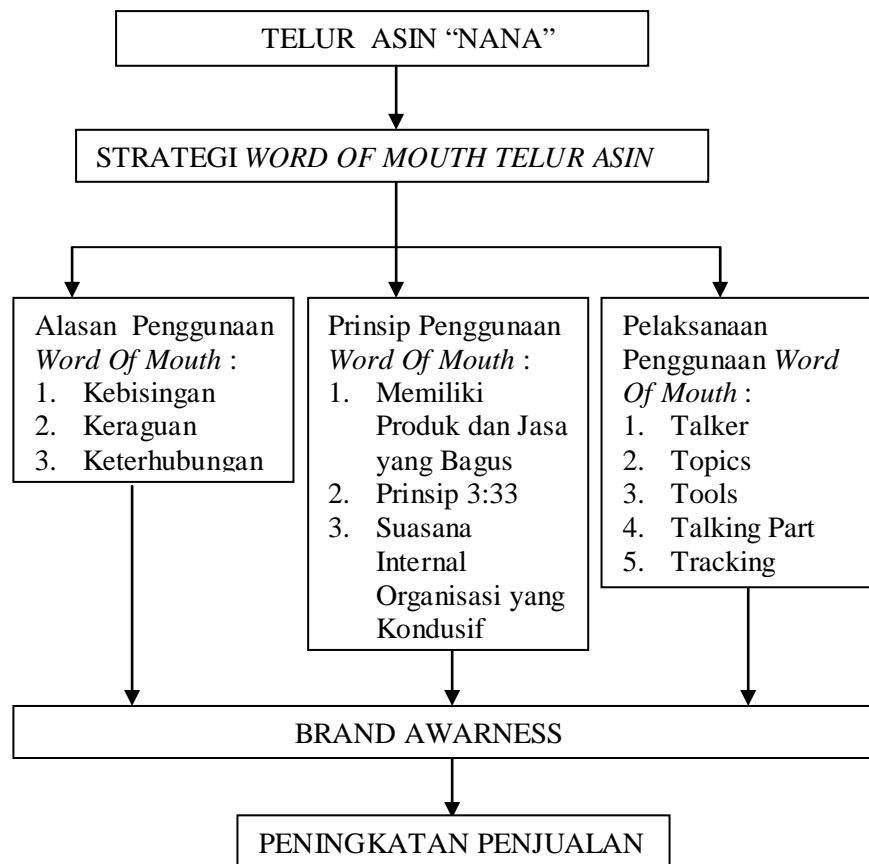 TELUR ASIN “NANA”
STRATEGI WORD OF MOUTH TELUR ASIN
Alasan Penggunaan
Word Of Mouth :
1. Kebisingan
2. Keraguan
3. Keterhubungan
Prinsip Penggunaan
Word Of Mouth :
1. Memiliki
Produk dan Jasa
yang Bagus
2. Prinsip 3:33
3. Suasana
Internal
Organisasi yang
Kondusif
Pelaksanaan
Penggunaan Word
Of Mouth :
1. Talker
2. Topics
3. Tools
4. Talking Part
5. Tracking
BRAND AWARNESS
PENINGKATAN PENJUALAN